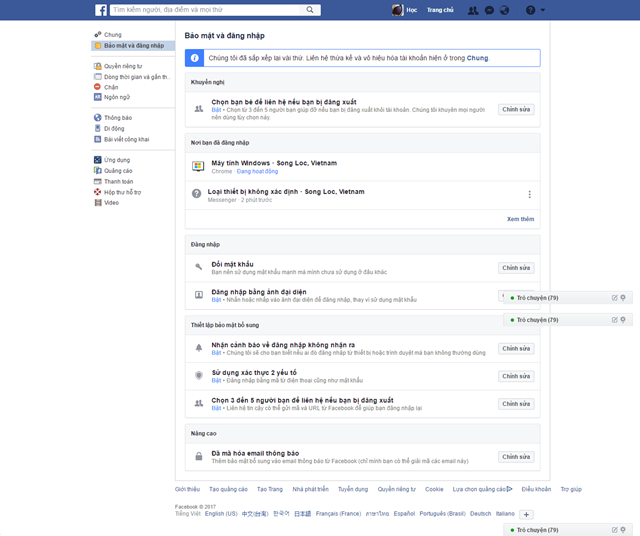 Tìm kiếm người, địa điểm và mọi thứ
Học Trang chủ
Chung
Bảo mật và đăng nhập
Quyền riêng tư
Dòng thời gian và gắn th...
Chặn
Ngôn ngữ
Thông báo
Di động
Bài viết công khai
Ứng dụng
Quảng cáo
Thanh toán
Hộp thư hỗ trợ
Video
Bảo mật và đăng nhập
Chúng tôi đã sắp xếp lại vài thứ. Liên hệ thừa kế và vô hiệu hóa tài khoản hiện ở trong Chung.
Khuyến nghị
Chọn bạn bè để liên hệ nếu bạn bị đăng xuất
Bật • Chọn từ 3 đến 5 người bạn giúp đỡ nếu bạn bị đăng xuất khỏi tài khoản. Chúng tôi khuyên mọi người
nên dùng tùy chọn này
Chỉnh sửa
Nơi bạn đã đăng nhập
Máy tính Windows · Song Loc, Vietnam
Chrome · Đang hoạt động
Loại thiết bị không xác định · Song Loc, Vietnam
Messenger · 2 phút trước
Xem thêm
Đăng nhập
Đổi mật khẩu
Bạn nên sử dụng mật khẩu mạnh mà mình chưa sử dụng ở đâu khác
Chỉnh sửa
Đăng nhập bằng ảnh đại diện
Bật • Nhấn hoặc nhấp vào ảnh đại diện để đăng nhập, thay vì sử dụng mật khẩu
Trò chuyện (79)
Trò chuyện (79)
Thiết lập bảo mật bổ sung
Nhận cảnh báo về đăng nhập không nhận ra
Bật • Chúng tôi sẽ cho bạn biết nếu ai đó đăng nhập từ thiết bị hoặc trình duyệt mà bạn không thường dùng
Chỉnh sửa
Sử dụng xác thực 2 yếu tố
Bật • Đăng nhập bằng mã từ điện thoại cũng như mật khẩu
Chỉnh sửa
Chọn 3 đến 5 người bạn để liên hệ nếu bạn bị đăng xuất
Bật • Liên hệ tin cậy có thể gửi mã và URL từ Facebook để giúp bạn đăng nhập lại
Chỉnh sửa
Nâng cao
Đã mã hóa email thông báo
Thêm bảo mật bổ sung vào email thông báo từ Facebook (chỉ mình bạn có thể giải mã các email này)
Chỉnh sửa
Giới thiệu Tạo quảng cáo Tạo Trang Nhà phát triển Tuyển dụng Quyền riêng tư Cookie Lựa chọn quảng cáo Điều khoản Trợ giúp
Facebook © 2017
Tiếng Việt English (US) 中文(台灣) 한국어 日本語 Français (France) ภาษาไทย Español Português (Brasil) Deutsch Italiano
Trò chuyện (79)